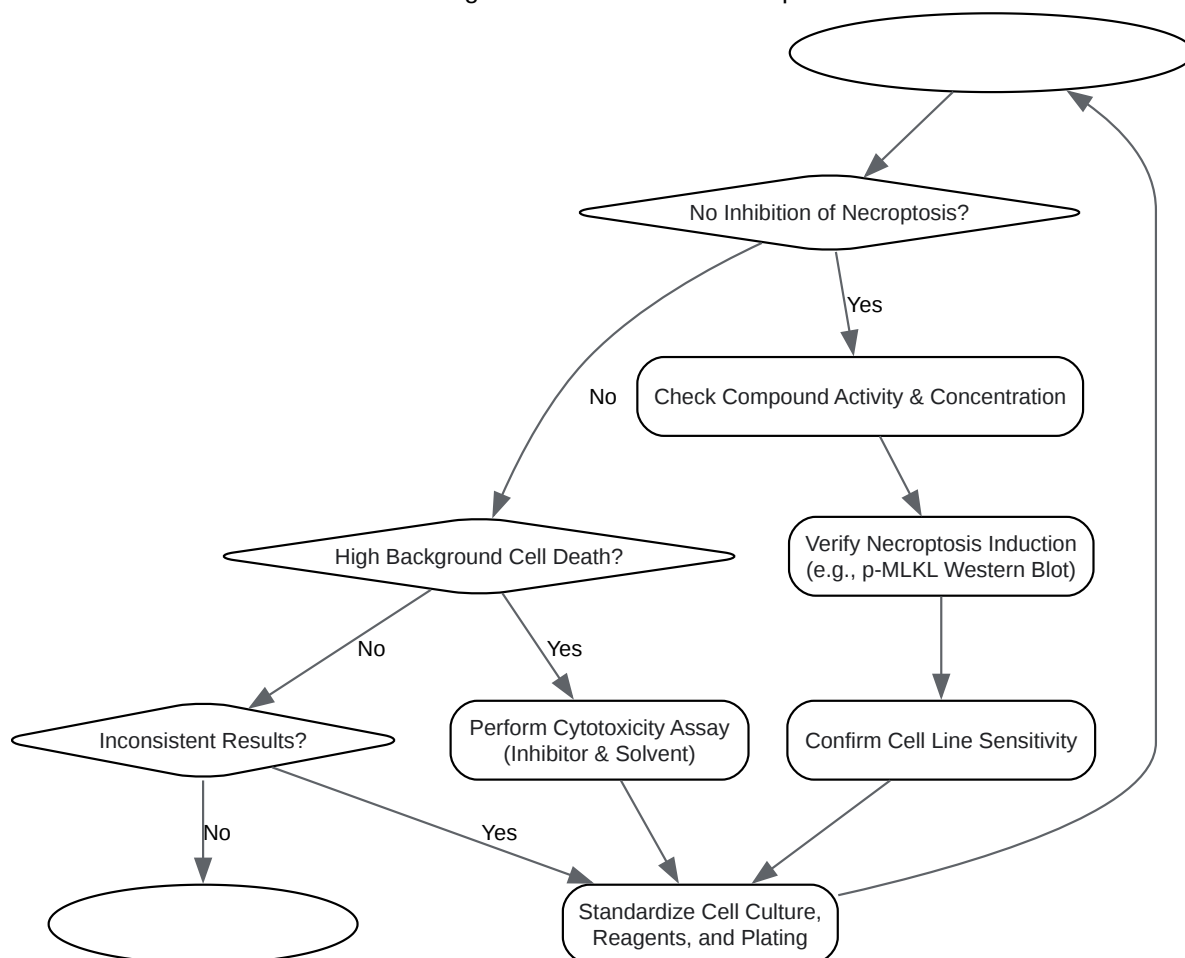 No Inhibition of Necroptosis?
Yes
No
Check Compound Activity & Concentration
High Background Cell Death?
Verify Necroptosis Induction
(e.g., p-MLKL Western Blot)
No
Yes
Inconsistent Results?
Perform Cytotoxicity Assay
(Inhibitor & Solvent)
Confirm Cell Line Sensitivity
No
Yes
Standardize Cell Culture,
Reagents, and Plating